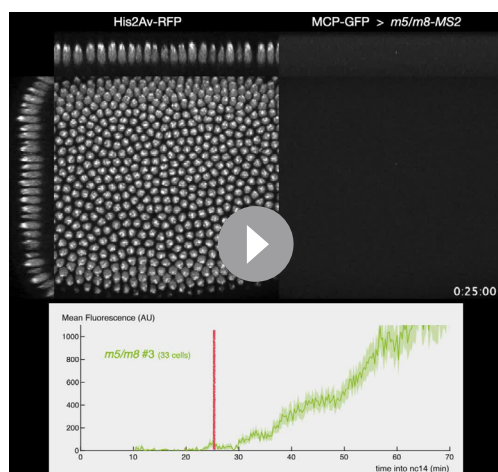 His2Av-RFP
MCP-GFP > m5/m8-MS2
0:25:00
Mean Fluorescence (AU)
1000
800
600
400
200
0
m5/m8 #3 (33 cells)
0 10 20 30 40 50 60 70
time into nc14 (min)